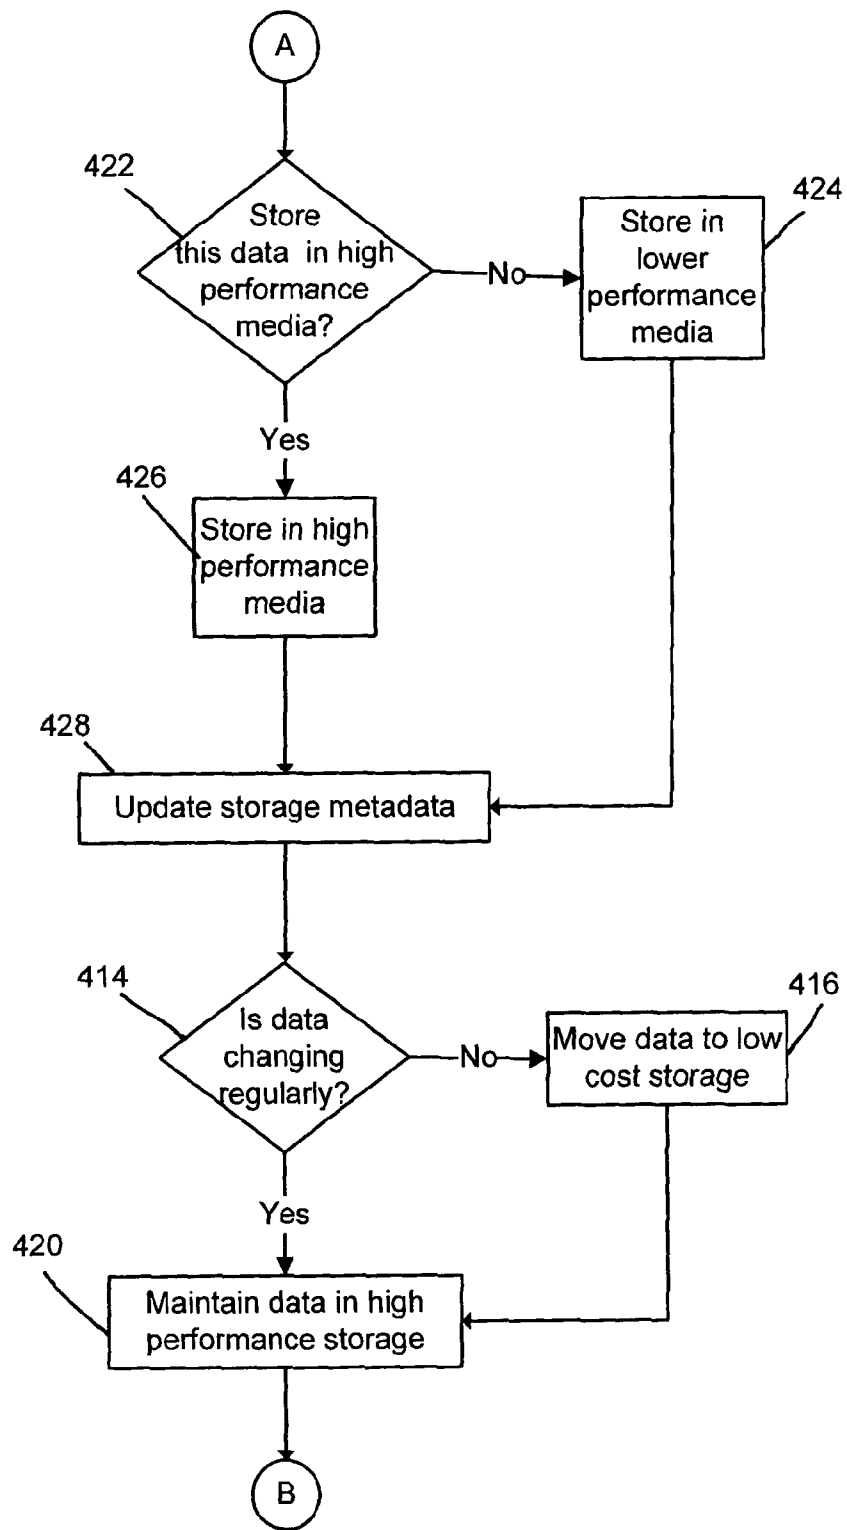 A
422
Store
this data in high
performance
media?
No
424
Store in
lower
performance
media
Yes
426
Store in high
performance
media
428
Update storage metadata
414
Is data
changing
regularly?
No
416
Move data to low
cost storage
Yes
420
Maintain data in high
performance storage
B